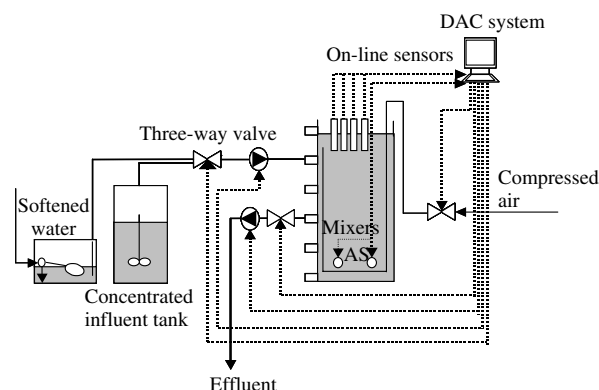 DAC system
On-line sensors
Three-way valve
Compressed
air
Softened
water
Mixers
AS
Concentrated
influent tank
Effluent